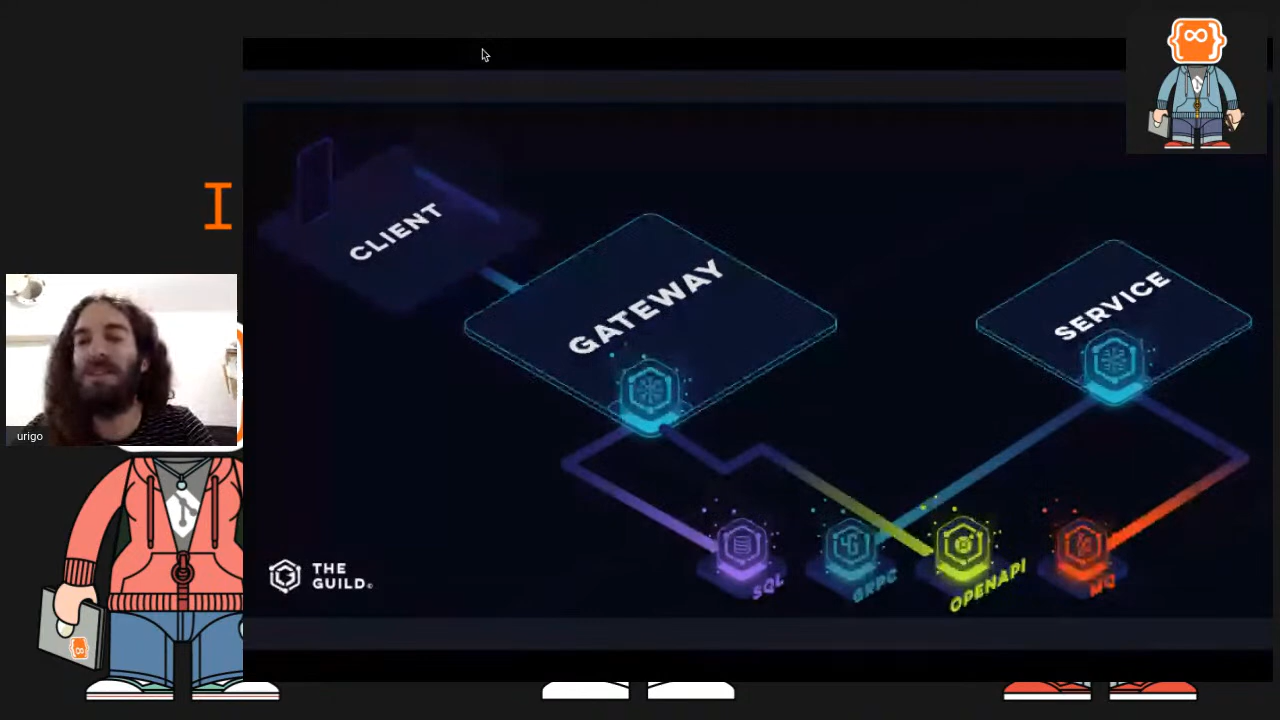 I
CLIENT
GATEWAY
SERVICE
urigo
SQL
GRPC
OPENAPI
MQ
THE
GUILD